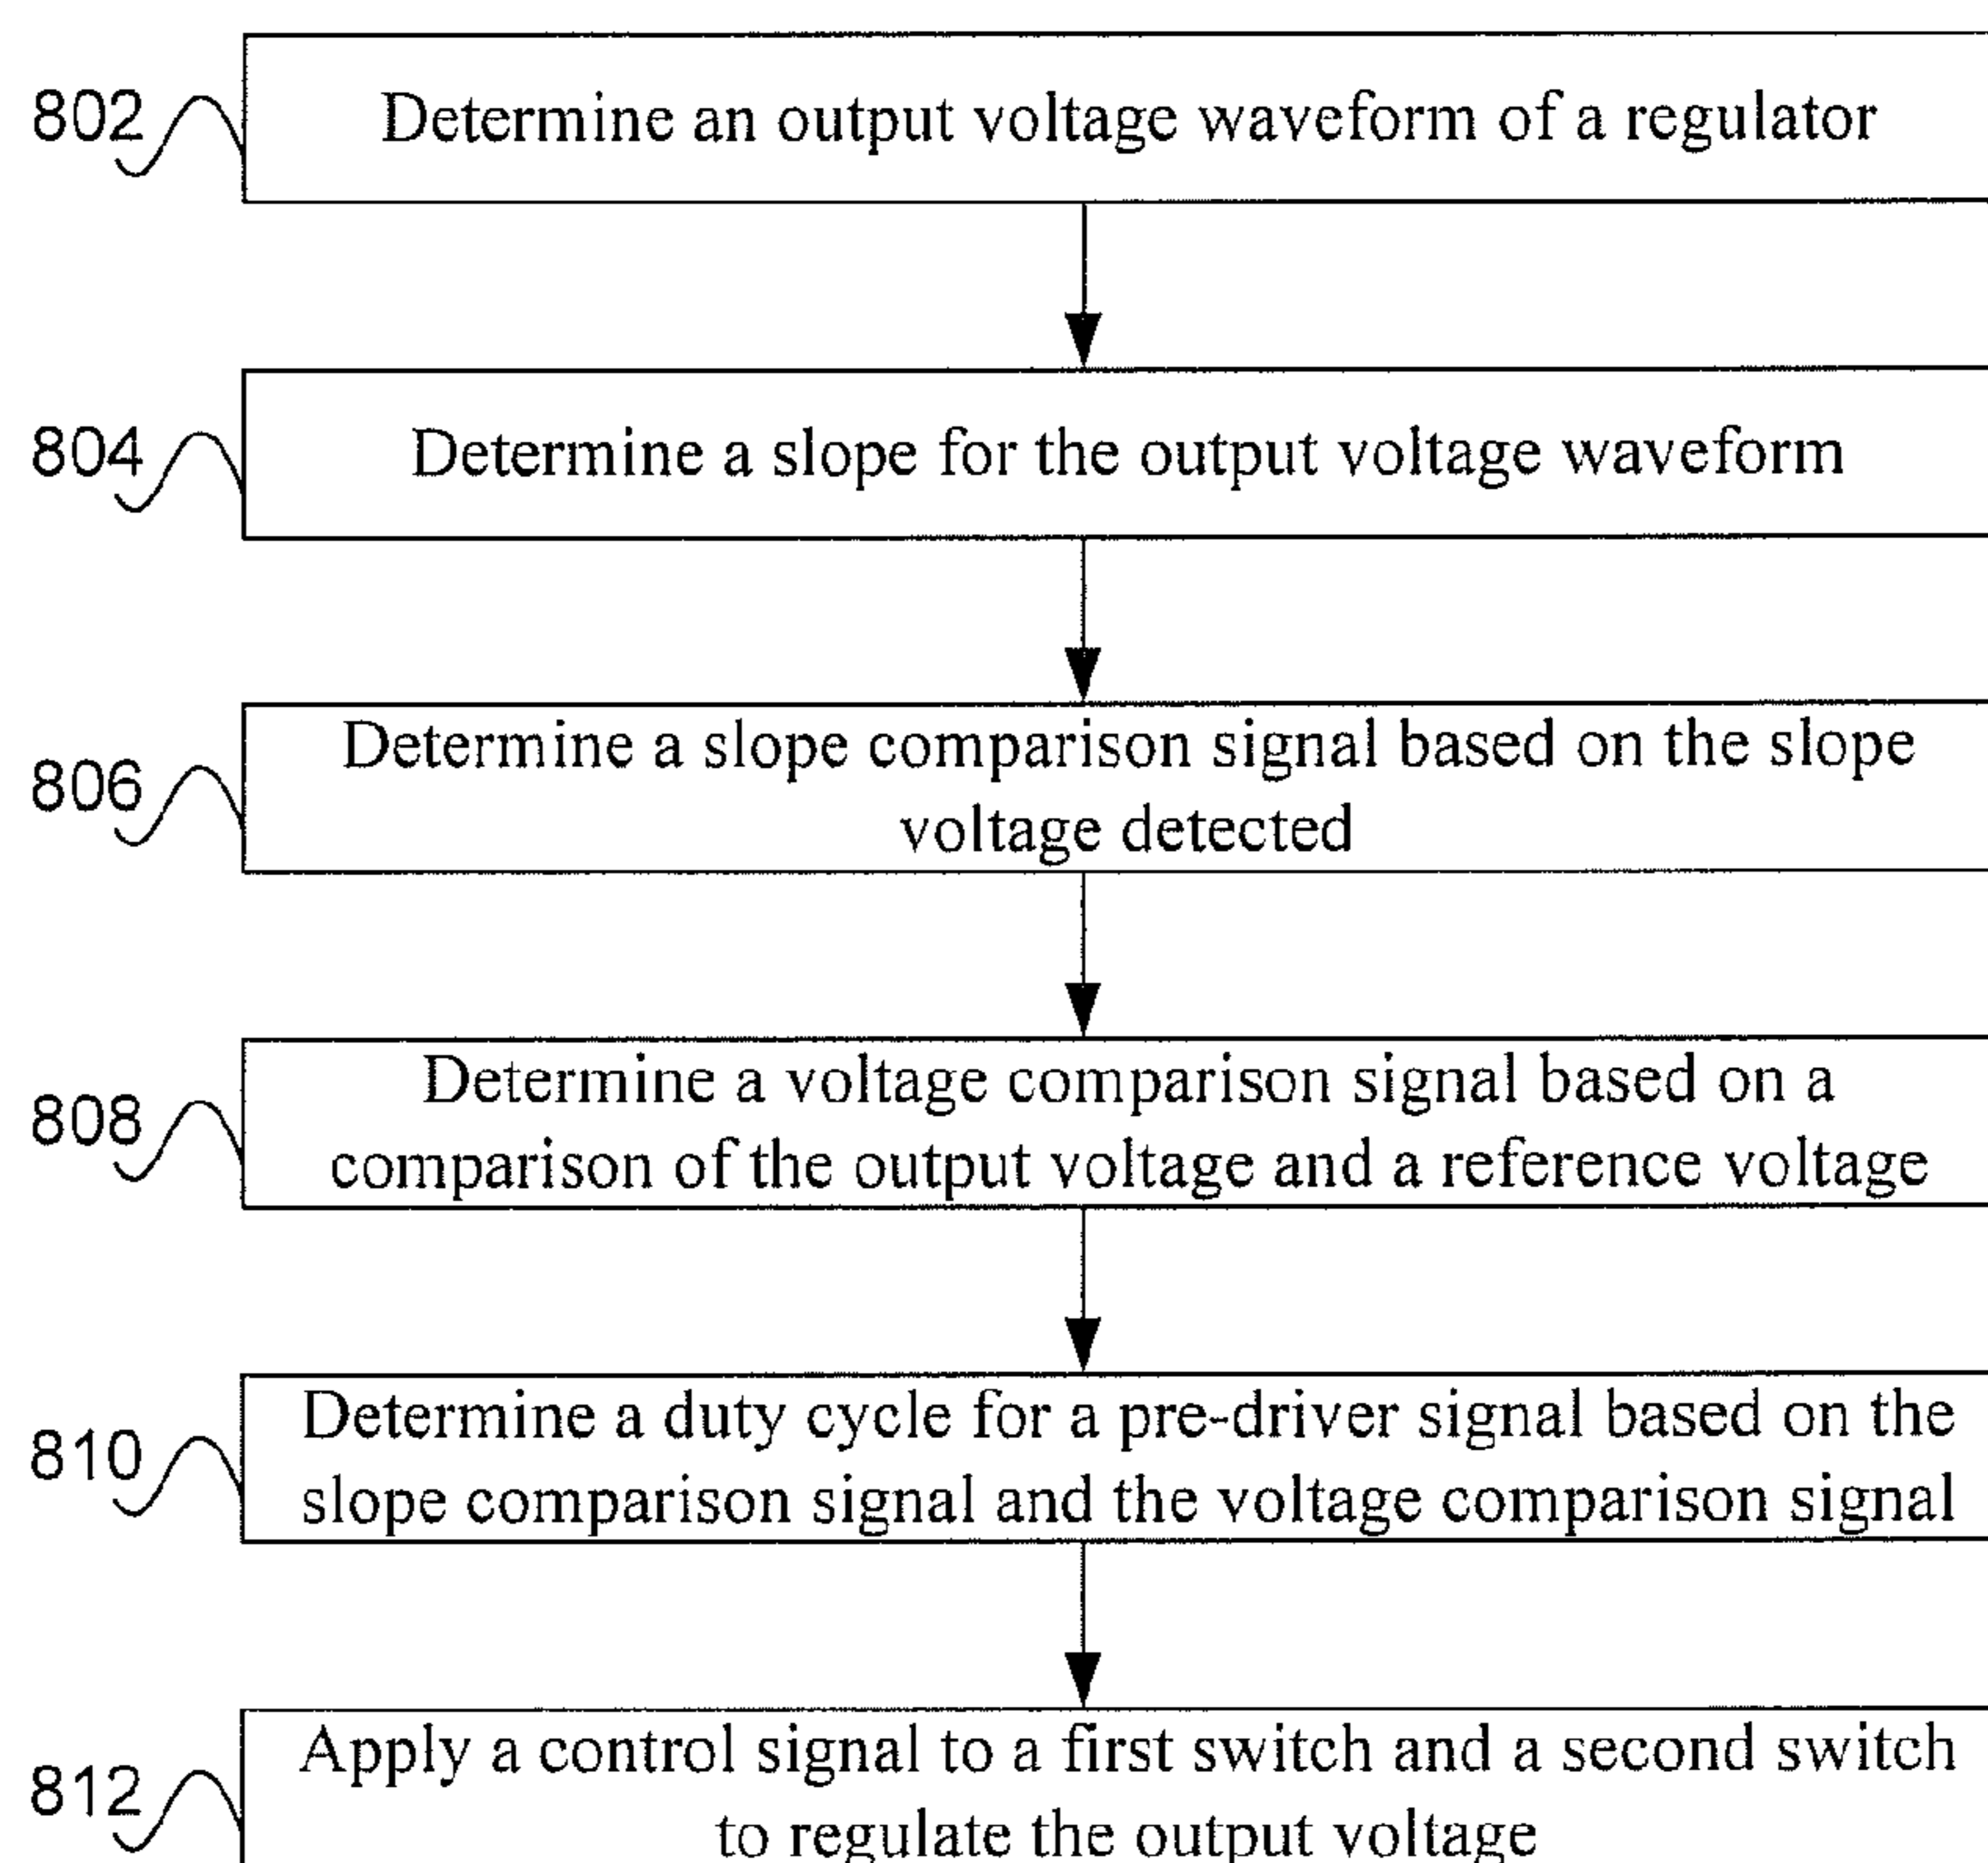 802
Determine an output voltage waveform of a regulator
804
Determine a slope for the output voltage waveform
806
Determine a slope comparison signal based on the slope
voltage detected
808
Determine a voltage comparison signal based on a
comparison of the output voltage and a reference voltage
810
Determine a duty cycle for a pre-driver signal based on the
slope comparison signal and the voltage comparison signal
812
Apply a control signal to a first switch and a second switch
to regulate the output voltage